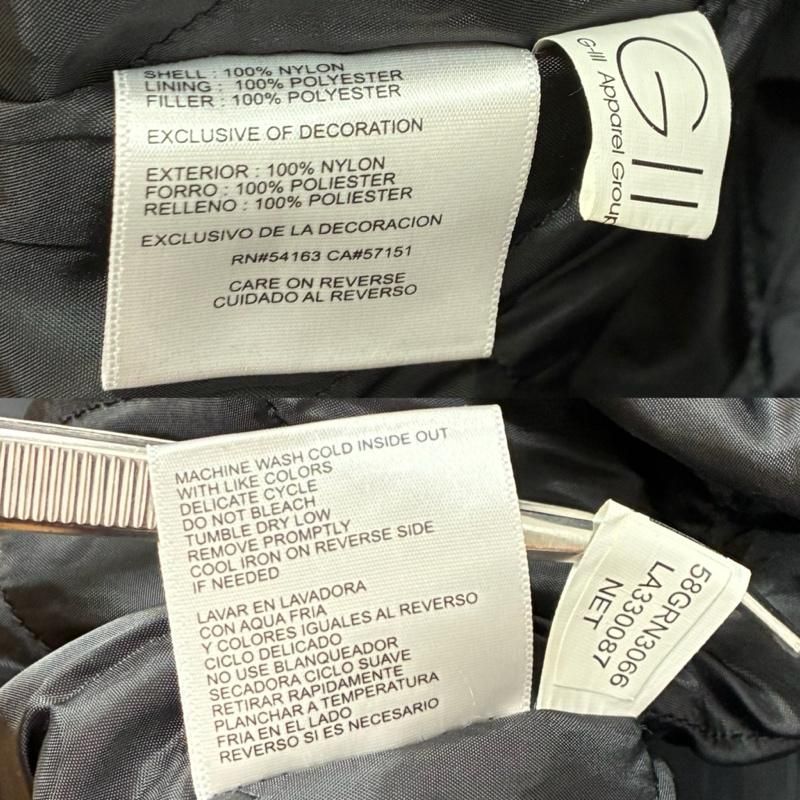 SHELL : 100% NYLON
LINING : 100% POLYESTER
FILLER : 100% POLYESTER
EXCLUSIVE OF DECORATION
EXTERIOR : 100% NYLON
FORRO : 100% POLIESTER
RELLENO : 100% POLIESTER
EXCLUSIVO DE LA DECORACION
RN#54163 CA#57151
CARE ON REVERSE
CUIDADO AL REVERSO
GIII
G-III Apparel Group
MACHINE WASH COLD INSIDE OUT
WITH LIKE COLORS
DELICATE CYCLE
DO NOT BLEACH
TUMBLE DRY LOW
REMOVE PROMPTLY
COOL IRON ON REVERSE SIDE
IF NEEDED
LAVAR EN LAVADORA
CON AQUA FRIA
Y COLORES IGUALES AL REVERSO
CICLO DELICADO
NO USE BLANQUEADOR
SECADORA CICLO SUAVE
RETIRAR RAPIDAMENTE
PLANCHAR A TEMPERATURA
FRIA EN EL LADO
REVERSO SI ES NECESARIO
58GRN3066
LA330087
NET